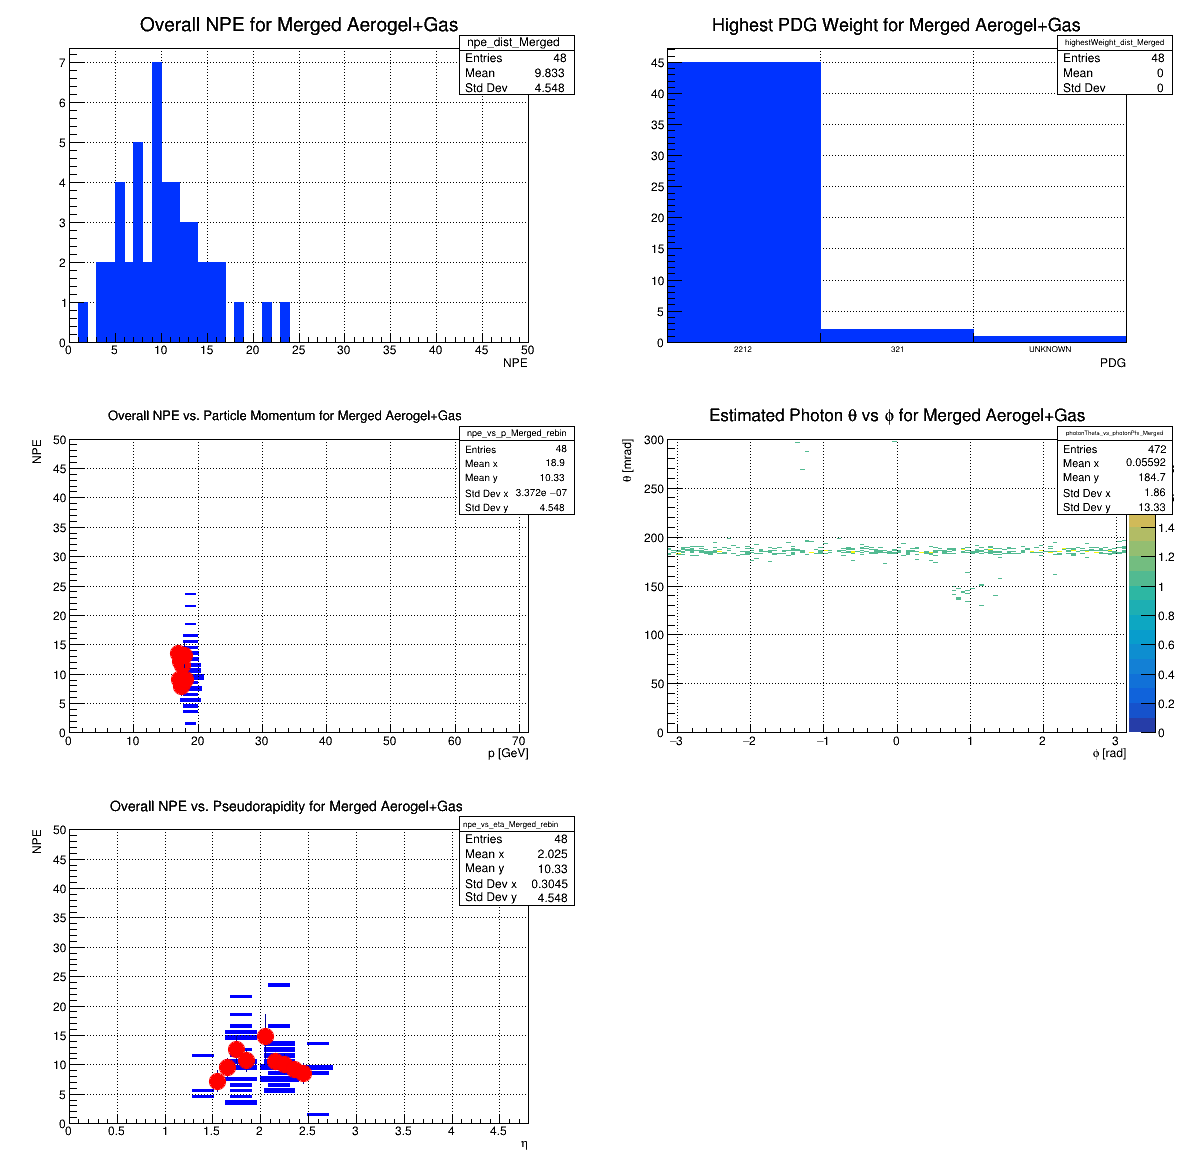 Overall NPE for Merged Aerogel+Gas
npe_dist_Merged
Entries 48
Mean 9.833
Std Dev 4.548
7
6
5
4
3
2
1
0
0 5 10 15 20 25 30 35 40 45 50
NPE
Highest PDG Weight for Merged Aerogel+Gas
highestWeight_dist_Merged
Entries 48
Mean 0
Std Dev 0
45
40
35
30
25
20
15
10
5
0
2212 321 UNKNOWN
PDG
Overall NPE vs. Particle Momentum for Merged Aerogel+Gas
npe_vs_p_Merged_rebin
Entries 48
Mean x 18.9
Mean y 10.33
Std Dev x 3.372e −07
Std Dev y 4.548
NPE
50
45
40
35
30
25
20
15
10
5
0
0 10 20 30 40 50 60 70
p [GeV]
Estimated Photon θ vs ϕ for Merged Aerogel+Gas
photonTheta_vs_photonPhi_Merged
Entries 472
Mean x 0.05592
Mean y 184.7
Std Dev x 1.86
Std Dev y 13.33
θ [mrad]
300
250
200
150
100
50
0
−3 −2 −1 0 1 2 3
ϕ [rad]
1.4
1.2
1
0.8
0.6
0.4
0.2
0
Overall NPE vs. Pseudorapidity for Merged Aerogel+Gas
npe_vs_eta_Merged_rebin
Entries 48
Mean x 2.025
Mean y 10.33
Std Dev x 0.3045
Std Dev y 4.548
NPE
50
45
40
35
30
25
20
15
10
5
0
0 0.5 1 1.5 2 2.5 3 3.5 4 4.5
η